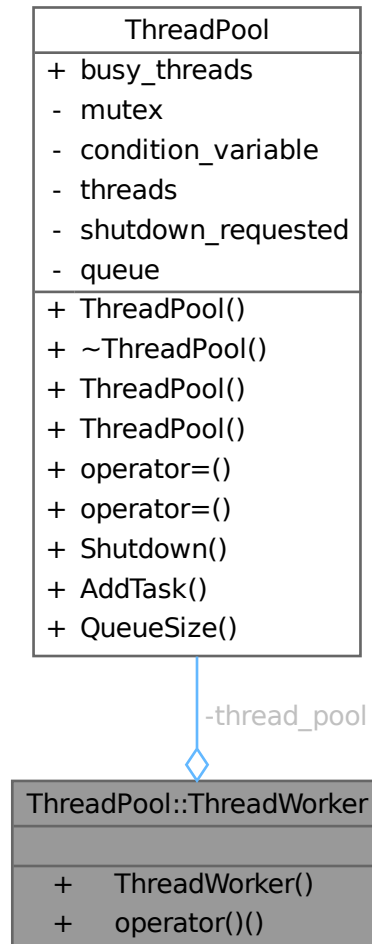 ThreadPool
+ busy_threads
- mutex
- condition_variable
- threads
- shutdown_requested
- queue
+ ThreadPool()
+ ~ThreadPool()
+ ThreadPool()
+ ThreadPool()
+ operator=()
+ operator=()
+ Shutdown()
+ AddTask()
+ QueueSize()
-thread_pool
ThreadPool::ThreadWorker
+ ThreadWorker()
+ operator()()